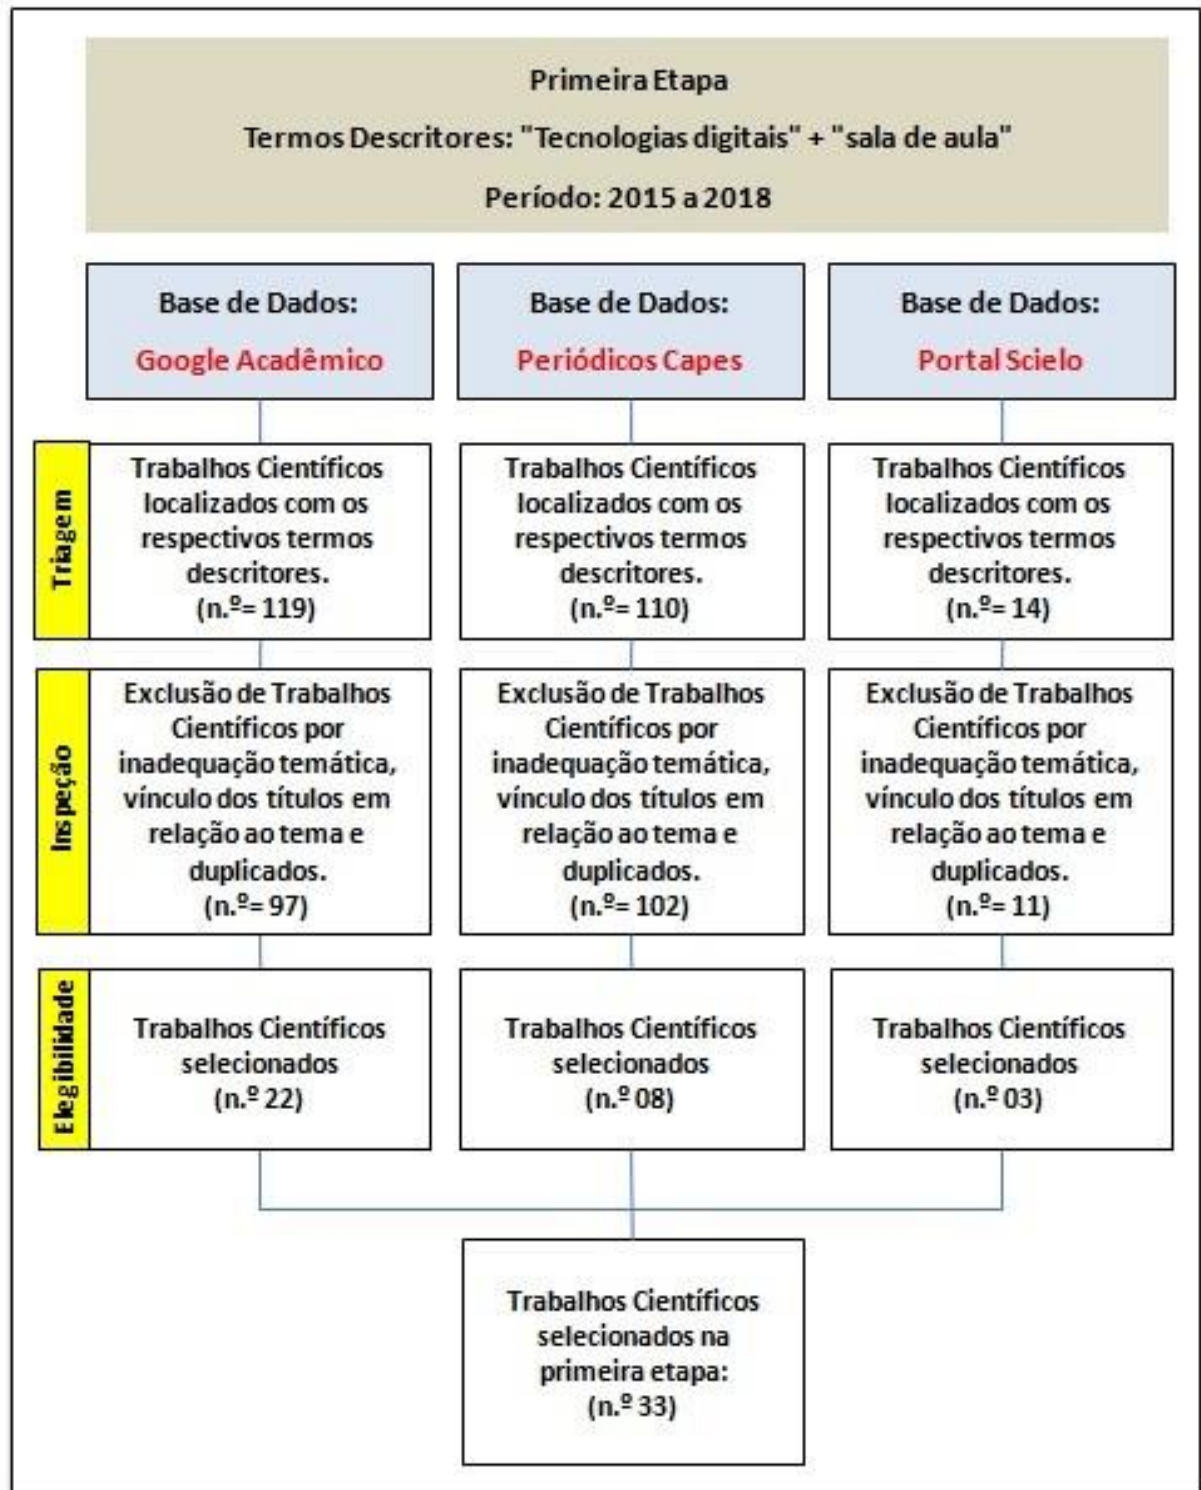 Primeira Etapa
Termos Descritores: "Tecnologias digitais" + "sala de aula"
Período: 2015 a 2018
Base de Dados:
Google Acadêmico
Base de Dados:
Periódicos Capes
Base de Dados:
Portal Scielo
Triagem
Trabalhos Científicos
localizados com os
respectivos termos
descritores.
(n.º= 119)
Trabalhos Científicos
localizados com os
respectivos termos
descritores.
(n.º= 110)
Trabalhos Científicos
localizados com os
respectivos termos
descritores.
(n.º= 14)
Inspeção
Exclusão de Trabalhos
Científicos por
inadequação temática,
vínculo dos títulos em
relação ao tema e
duplicados.
(n.º= 97)
Exclusão de Trabalhos
Científicos por
inadequação temática,
vínculo dos títulos em
relação ao tema e
duplicados.
(n.º= 102)
Exclusão de Trabalhos
Científicos por
inadequação temática,
vínculo dos títulos em
relação ao tema e
duplicados.
(n.º= 11)
Elegibilidade
Trabalhos Científicos
selecionados
(n.º 22)
Trabalhos Científicos
selecionados
(n.º 08)
Trabalhos Científicos
selecionados
(n.º 03)
Trabalhos Científicos
selecionados na
primeira etapa:
(n.º 33)